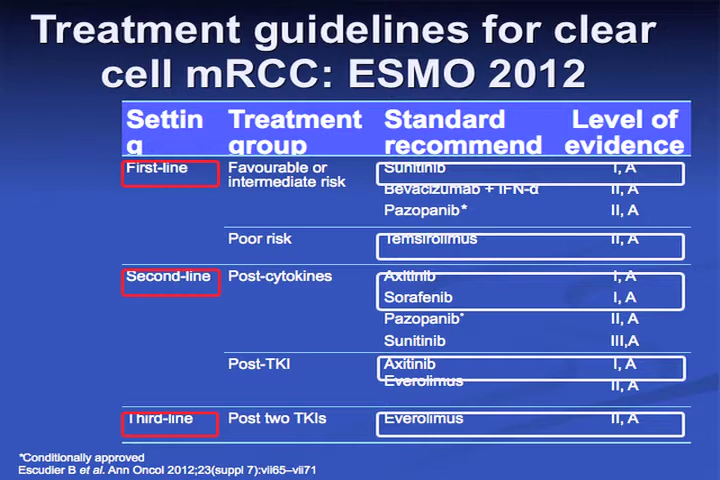 Treatment guidelines for clear
cell mRCC: ESMO 2012
Settin
g
Treatment
group
Standard
recommend
Level of
evidence
First-line
Favourable or
intermediate risk
Sunitinib I, A
Bevacizumab + IFN-α II, A
Pazopanib* II, A
Poor risk Temsirolimus II, A
Second-line Post-cytokines Axitinib I, A
Sorafenib I, A
Pazopanib* II, A
Sunitinib III,A
Post-TKI Axitinib I, A
Everolimus II, A
Third-line Post two TKIs Everolimus II, A
*Conditionally approved
Escudier B et al. Ann Oncol 2012;23(suppl 7):vii65–vii71